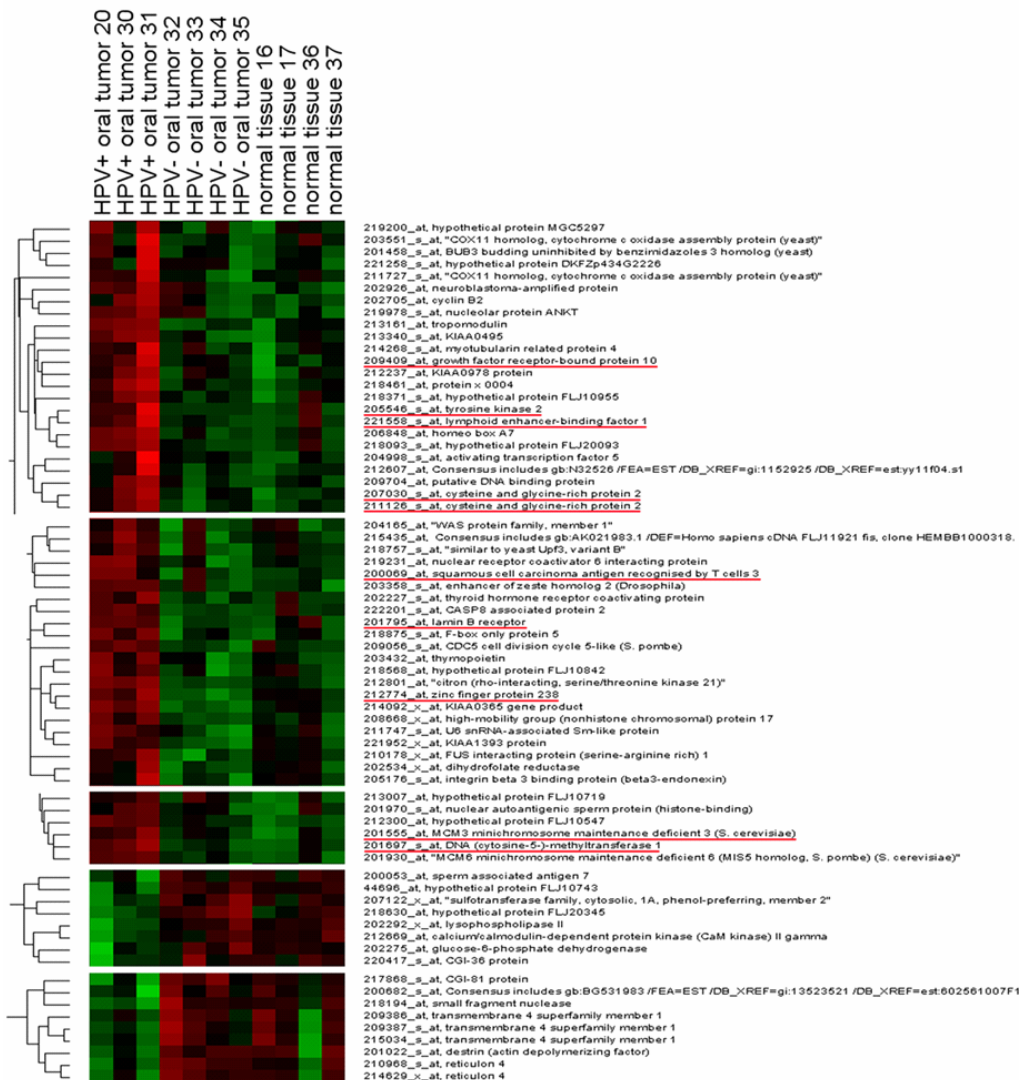 HPV+ oral tumor 20
HPV+ oral tumor 30
HPV+ oral tumor 31
HPV- oral tumor 32
HPV- oral tumor 33
HPV- oral tumor 34
HPV- oral tumor 35
normal tissue 16
normal tissue 17
normal tissue 36
normal tissue 37
219200_at, hypothetical protein MGC5297
203551_s_at, "COX11 homolog, cytochrome c oxidase assembly protein (yeast)"
201458_s_at, BUB3 budding uninhibited by benzimidazoles 3 homolog (yeast)
221258_s_at, hypothetical protein DKFZp434G2226
211727_s_at, "COX11 homolog, cytochrome c oxidase assembly protein (yeast)"
202926_at, neuroblastoma-amplified protein
202705_at, cyclin B2
219978_s_at, nucleolar protein ANKT
213161_at, tropomodulin
213340_s_at, KIAA0495
214268_s_at, myotubularin related protein 4
209409_at, growth factor receptor-bound protein 10
212237_at, KIAA0978 protein
218461_at, protein x 0004
218371_s_at, hypothetical protein FLJ10955
205546_s_at, tyrosine kinase 2
221558_s_at, lymphoid enhancer-binding factor 1
206848_at, homeo box A7
218093_s_at, hypothetical protein FLJ20093
204998_s_at, activating transcription factor 5
212607_at, Consensus includes gb:N32526 /FEA=EST /DB_XREF=gi:1152925 /DB_XREF=est:yy11f04.s1
209704_at, putative DNA binding protein
207030_s_at, cysteine and glycine-rich protein 2
211126_s_at, cysteine and glycine-rich protein 2
204165_at, "WAS protein family, member 1"
215435_at, Consensus includes gb:AK021983.1 /DEF=Homo sapiens cDNA FLJ11921 fis, clone HEMBB1000318.
218757_s_at, "similar to yeast Upf3, variant B"
219231_at, nuclear receptor coactivator 6 interacting protein
200069_at, squamous cell carcinoma antigen recognised by T cells 3
203358_s_at, enhancer of zeste homolog 2 (Drosophila)
202227_s_at, thyroid hormone receptor coactivating protein
222201_s_at, CASP8 associated protein 2
201795_at, lamin B receptor
218875_s_at, F-box only protein 5
209056_s_at, CDC5 cell division cycle 5-like (S. pombe)
203432_at, thymopoietin
218568_at, hypothetical protein FLJ10842
212801_at, "citron (rho-interacting, serine/threonine kinase 21)"
212774_at, zinc finger protein 238
214092_x_at, KIAA0365 gene product
208668_x_at, high-mobility group (nonhistone chromosomal) protein 17
211747_s_at, U6 snRNA-associated Sm-like protein
221952_x_at, KIAA1393 protein
210178_x_at, FUS interacting protein (serine-arginine rich) 1
202534_x_at, dihydrofolate reductase
205176_s_at, integrin beta 3 binding protein (beta3-endonexin)
213007_at, hypothetical protein FLJ10719
201970_s_at, nuclear autoantigenic sperm protein (histone-binding)
212300_at, hypothetical protein FLJ10547
201555_at, MCM3 minichromosome maintenance deficient 3 (S. cerevisiae)
201697_s_at, DNA (cytosine-5-)-methyltransferase 1
201930_at, "MCM6 minichromosome maintenance deficient 6 (MIS5 homolog, S. pombe) (S. cerevisiae)"
200053_at, sperm associated antigen 7
44696_at, hypothetical protein FLJ10743
207122_x_at, "sulfotransferase family, cytosolic, 1A, phenol-preferring, member 2"
218630_at, hypothetical protein FLJ20345
202292_x_at, lysophospholipase II
212669_at, calcium/calmodulin-dependent protein kinase (CaM kinase) II gamma
202275_at, glucose-6-phosphate dehydrogenase
220417_s_at, CGI-36 protein
217868_s_at, CGI-81 protein
200682_s_at, Consensus includes gb:BG531983 /FEA=EST /DB_XREF=gi:13523521 /DB_XREF=est:602561007F1
218194_at, small fragment nuclease
209386_at, transmembrane 4 superfamily member 1
209387_s_at, transmembrane 4 superfamily member 1
215034_s_at, transmembrane 4 superfamily member 1
201022_s_at, destrin (actin depolymerizing factor)
210968_s_at, reticulon 4
214629_x_at, reticulon 4